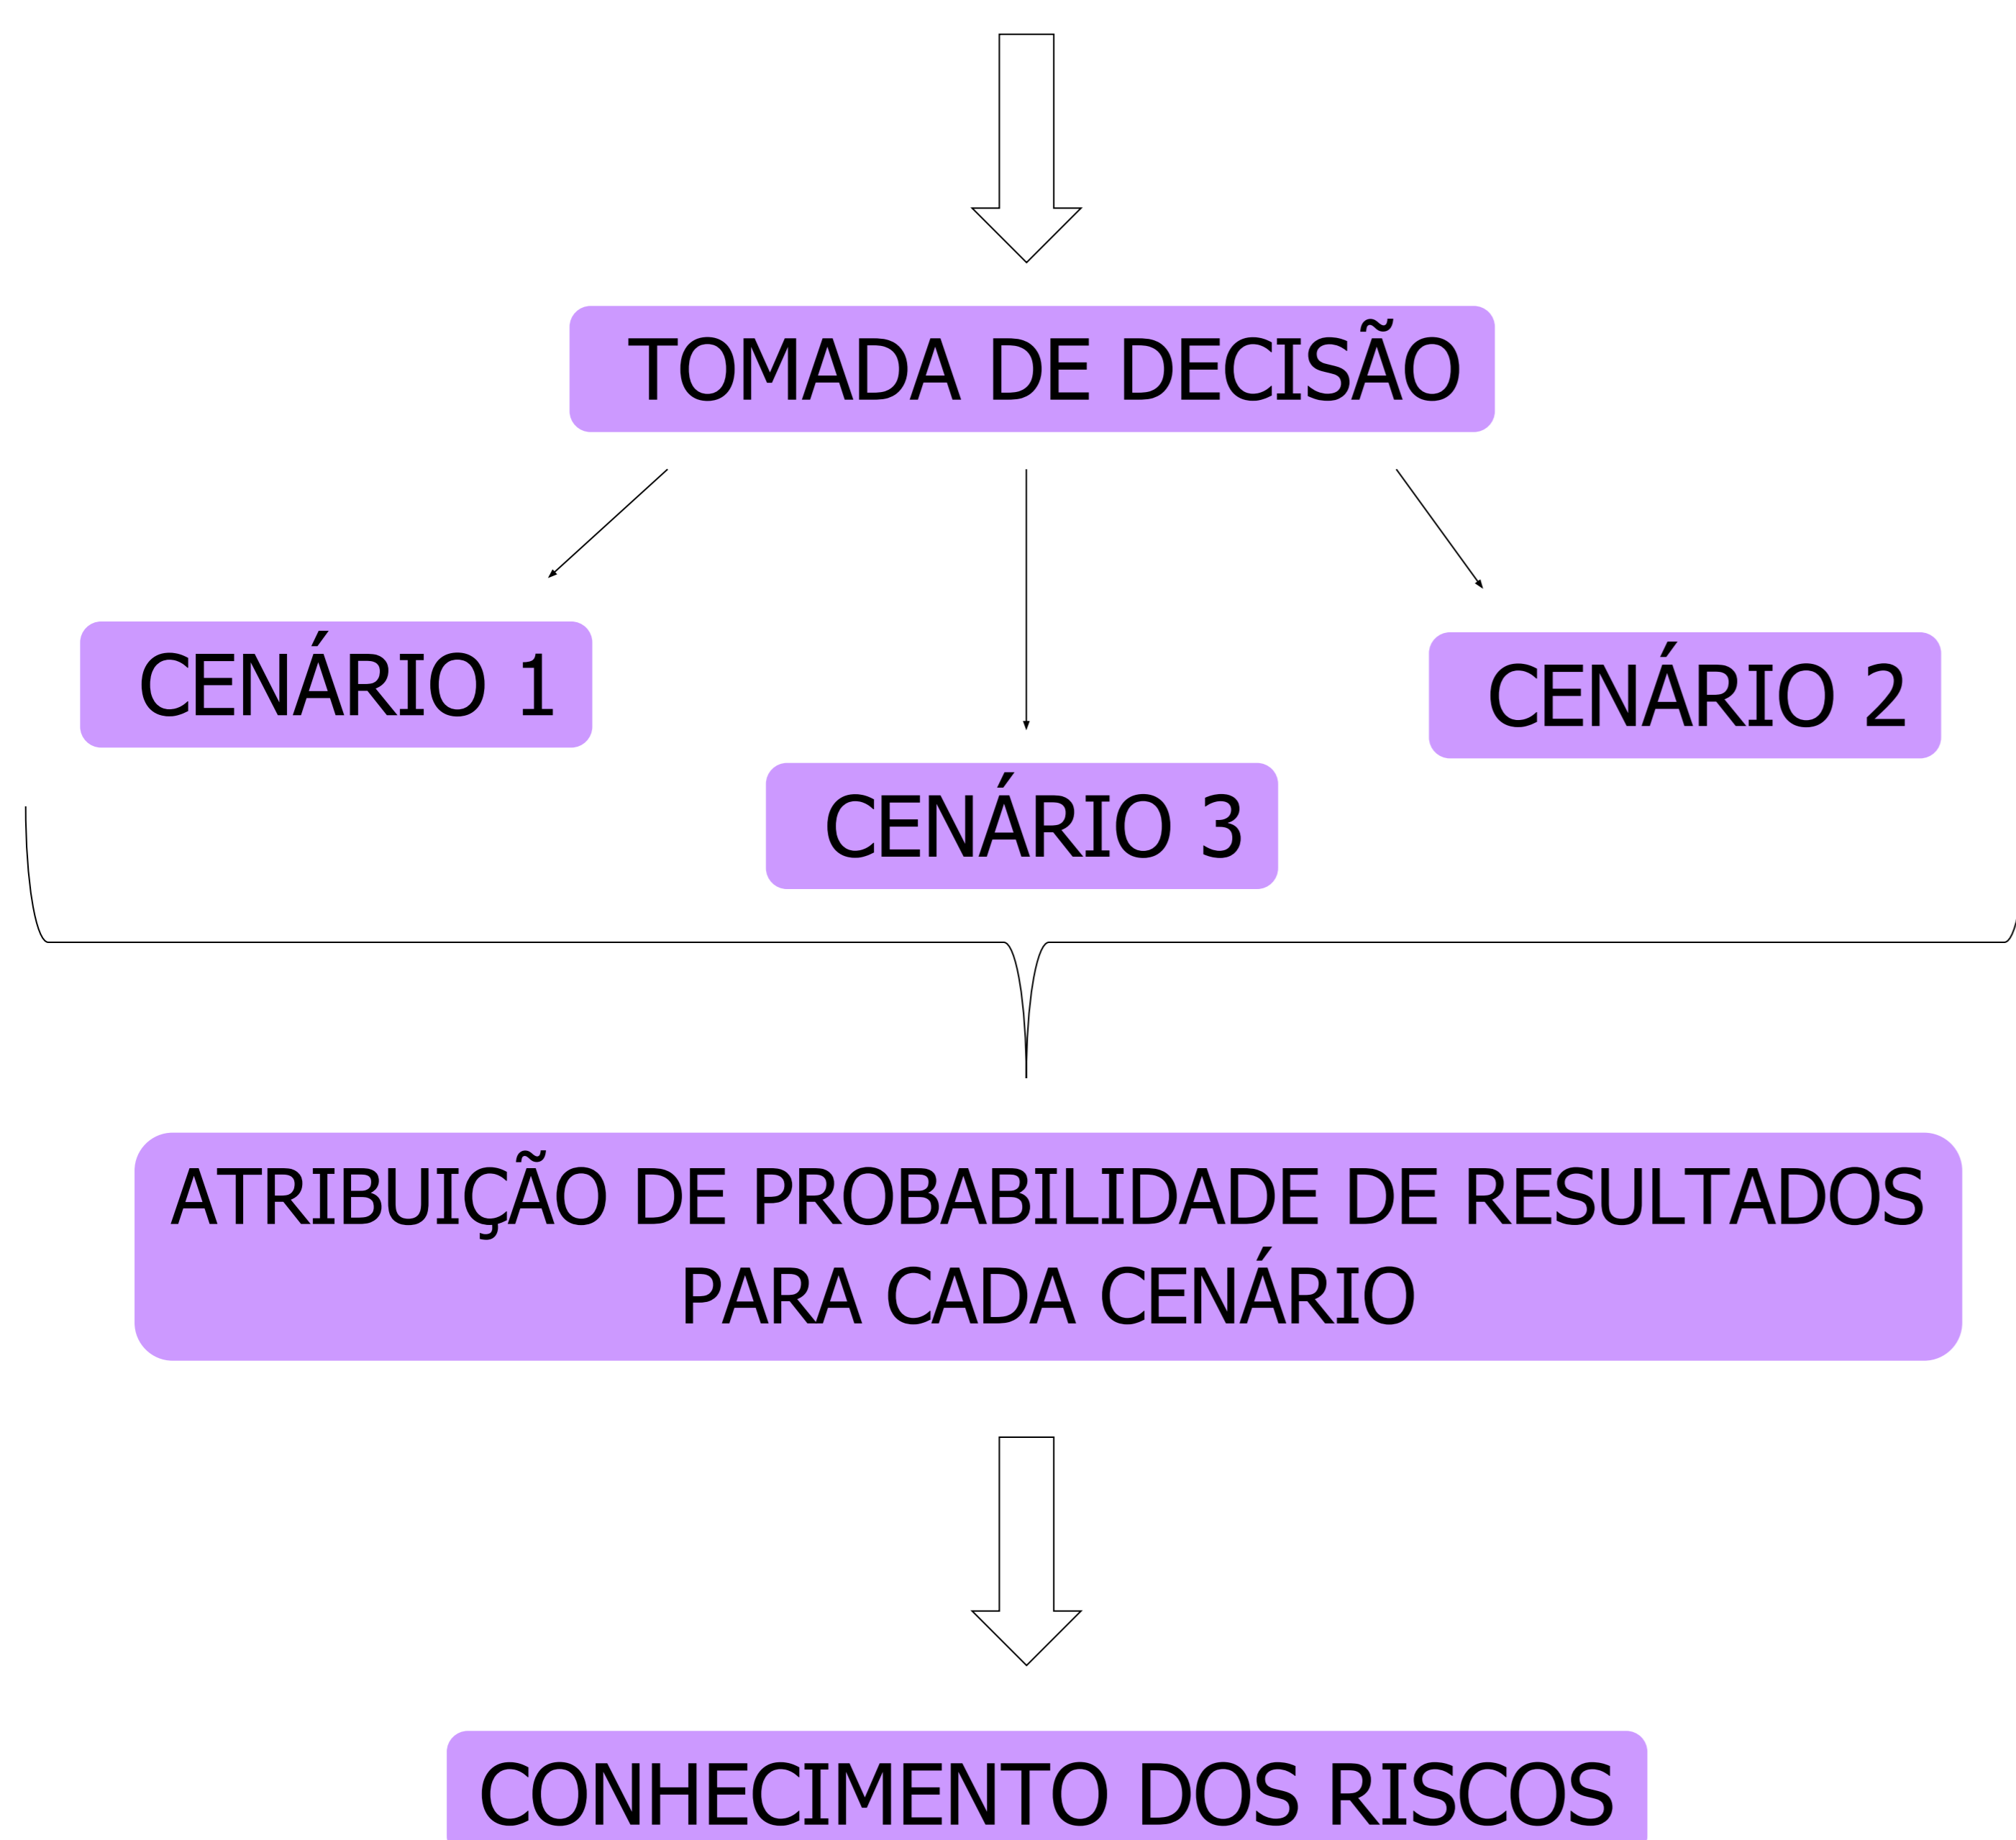 TOMADA DE DECISÃO
CENÁRIO 1
CENÁRIO 2
CENÁRIO 3
ATRIBUIÇÃO DE PROBABILIDADE DE RESULTADOS
PARA CADA CENÁRIO
CONHECIMENTO DOS RISCOS